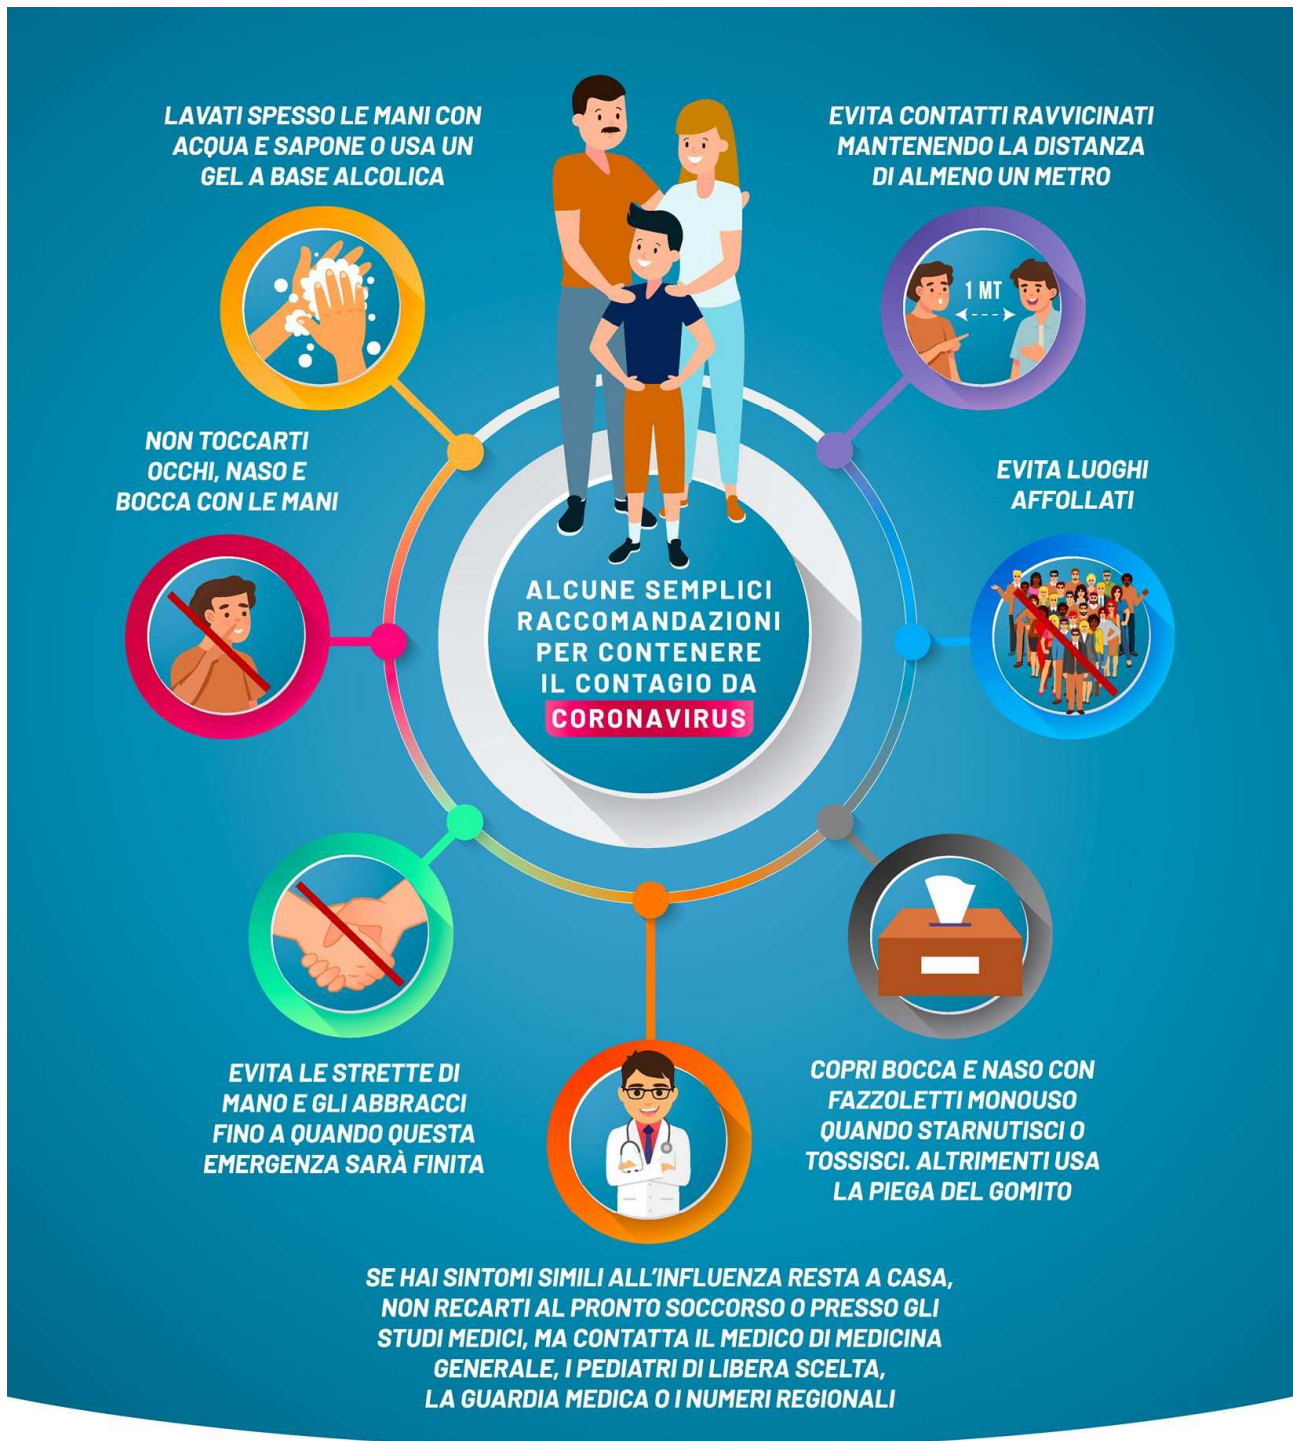 LAVATI SPESSO LE MANI CON
ACQUA E SAPONE O USA UN
GEL A BASE ALCOLICA
EVITA CONTATTI RAVVICINATI
MANTENENDO LA DISTANZA
DI ALMENO UN METRO
1 MT
NON TOCCARTI
OCCHI, NASO E
BOCCA CON LE MANI
EVITA LUOGHI
AFFOLLATI
ALCUNE SEMPLICI
RACCOMANDAZIONI
PER CONTENERE
IL CONTAGIO DA
CORONAVIRUS
EVITA LE STRETTE DI
MANO E GLI ABBRACCI
FINO A QUANDO QUESTA
EMERGENZA SARÀ FINITA
COPRI BOCCA E NASO CON
FAZZOLETTI MONOUSO
QUANDO STARNUTISCI O
TOSSISCI. ALTRIMENTI USA
LA PIEGA DEL GOMITO
SE HAI SINTOMI SIMILI ALL'INFLUENZA RESTA A CASA,
NON RECARTI AL PRONTO SOCCORSO O PRESSO GLI
STUDI MEDICI, MA CONTATTA IL MEDICO DI MEDICINA
GENERALE, I PEDIATRI DI LIBERA SCELTA,
LA GUARDIA MEDICA O I NUMERI REGIONALI